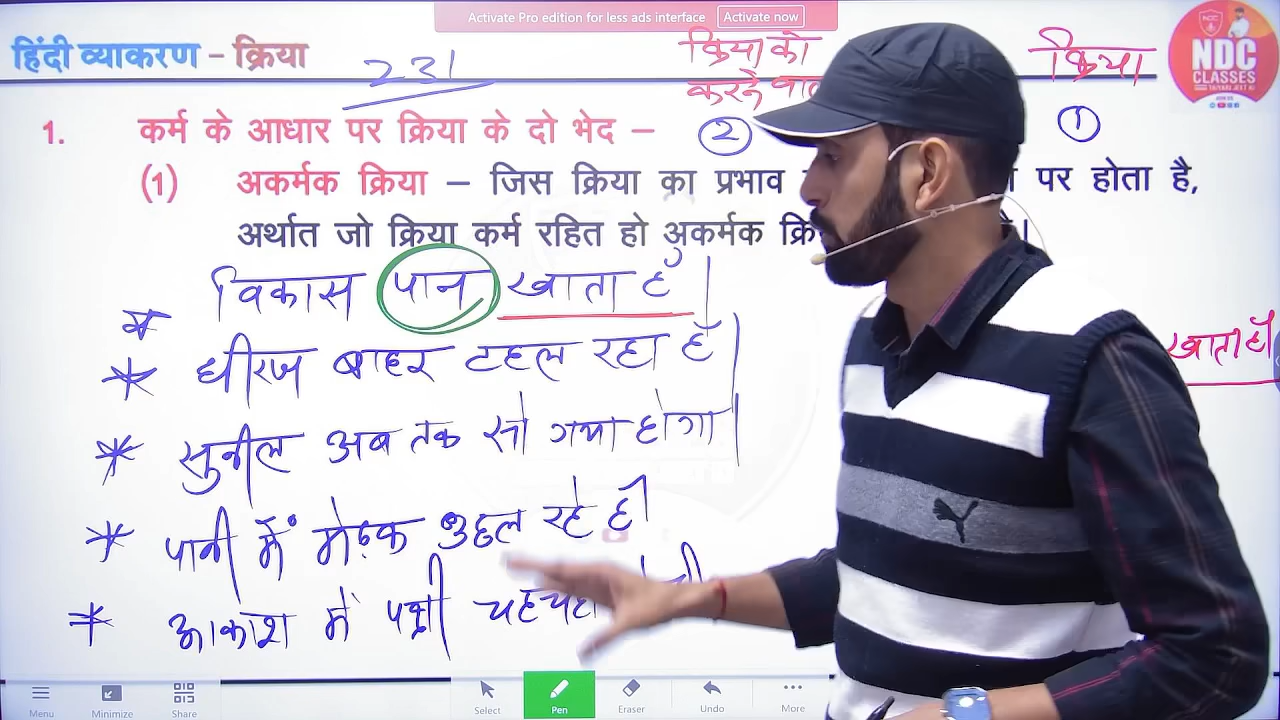 Activate Pro edition for less ads interface Activate now
हिंदी व्याकरण – क्रिया
231
क्रिया को
करने
क्रिया
NDC
CLASSES
1. कर्म के आधार पर क्रिया के दो भेद –
② ①
(1) अकर्मक क्रिया – जिस क्रिया का प्रभाव पर होता है,
अर्थात जो क्रिया कर्म रहित हो अकर्मक
विकास पान खाता है।
खाता है
* धीरज बाहर टहल रहा है।
* सुनील अब तक सो गया होगा।
* पानी में मेढ़क उछल रहे हैं
* आकाश में पक्षी
Menu Minimize Share Select Pen Eraser Undo More